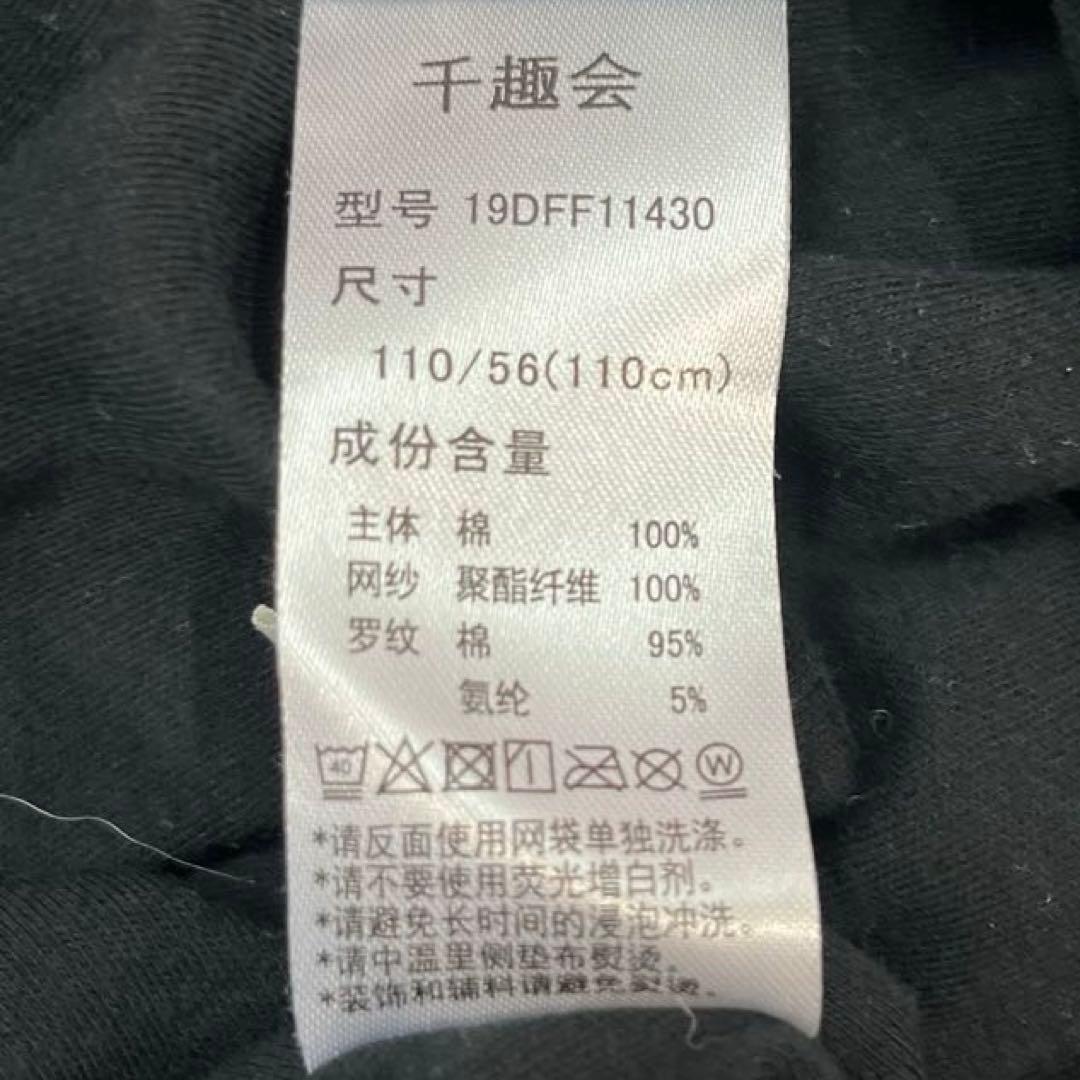 千趣会
型号 19DFF11430
尺寸
110/56(110cm)
成份含量
主体 棉 100%
网纱 聚酯纤维 100%
罗纹 棉 95%
氨纶 5%
40 W
*请反面使用网袋单独洗涤。
*请不要使用荧光增白剂。
*请避免长时间的浸泡冲洗。
*请中温里侧垫布熨烫。
*装饰和辅料请避免熨烫。